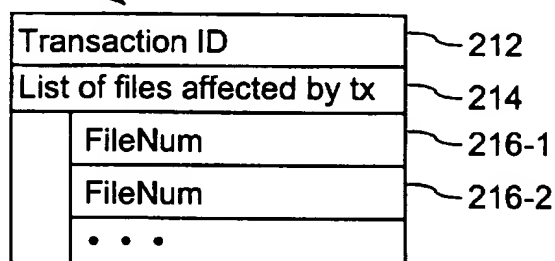 Transaction ID 212
List of files affected by tx 214
FileNum 216-1
FileNum 216-2
• • •